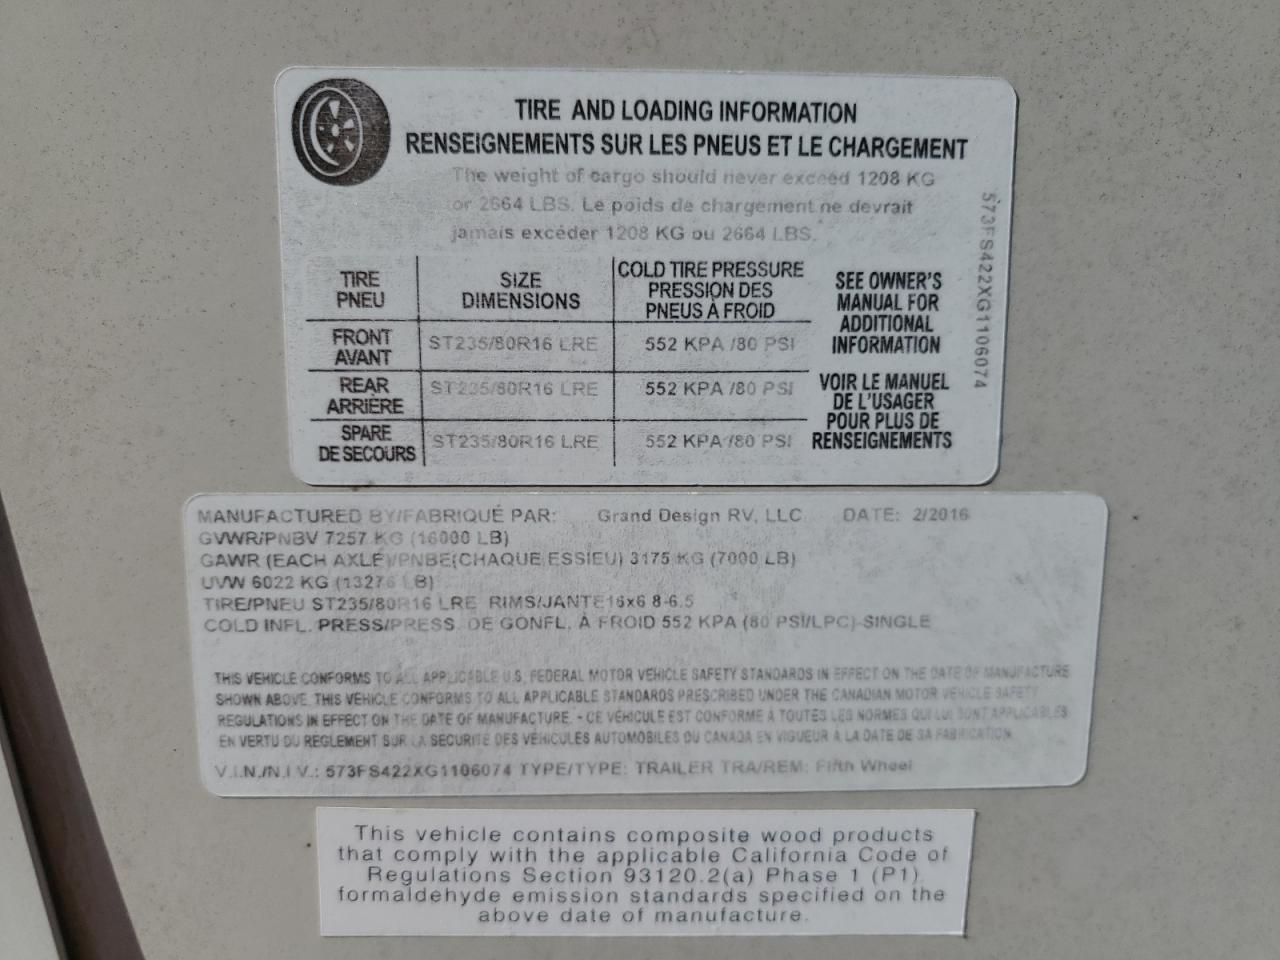 TIRE AND LOADING INFORMATION
RENSEIGNEMENTS SUR LES PNEUS ET LE CHARGEMENT
The weight of cargo should never exceed 1208 KG
or 2664 LBS. Le poids de chargement ne devrait
jamais excéder 1208 KG ou 2664 LBS.
TIRE PNEU SIZE DIMENSIONS COLD TIRE PRESSURE PRESSION DES PNEUS À FROID
FRONT AVANT ST235/80R16 LRE 552 KPA /80 PSI
REAR ARRIÈRE ST235/80R16 LRE 552 KPA /80 PSI
SPARE DE SECOURS ST235/80R16 LRE 552 KPA /80 PSI
SEE OWNER'S
MANUAL FOR
ADDITIONAL
INFORMATION
VOIR LE MANUEL
DE L'USAGER
POUR PLUS DE
RENSEIGNEMENTS
573FS422XG1106074
MANUFACTURED BY/FABRIQUÉ PAR: Grand Design RV, LLC DATE: 2/2016
GVWR/PNBV 7257 KG (16000 LB)
GAWR (EACH AXLE)/PNBE(CHAQUE ESSIEU) 3175 KG (7000 LB)
UVW 6022 KG (13276 LB)
TIRE/PNEU ST235/80R16 LRE RIMS/JANTE16x6 8-6.5
COLD INFL. PRESS/PRESS. DE GONFL. À FROID 552 KPA (80 PSI/LPC)-SINGLE
THIS VEHICLE CONFORMS TO ALL APPLICABLE U.S. FEDERAL MOTOR VEHICLE SAFETY STANDARDS IN EFFECT ON THE DATE OF MANUFACTURE
SHOWN ABOVE. THIS VEHICLE CONFORMS TO ALL APPLICABLE STANDARDS PRESCRIBED UNDER THE CANADIAN MOTOR VEHICLE SAFETY
REGULATIONS IN EFFECT ON THE DATE OF MANUFACTURE. - CE VÉHICULE EST CONFORME À TOUTES LES NORMES QUI LUI SONT APPLICABLES
EN VERTU DU RÈGLEMENT SUR LA SÉCURITÉ DES VÉHICULES AUTOMOBILES DU CANADA EN VIGUEUR À LA DATE DE SA FABRICATION.
V.I.N./N.I.V.: 573FS422XG1106074 TYPE/TYPE: TRAILER TRA/REM: Fifth Wheel
This vehicle contains composite wood products
that comply with the applicable California Code of
Regulations Section 93120.2(a) Phase 1 (P1)
formaldehyde emission standards specified on the
above date of manufacture.